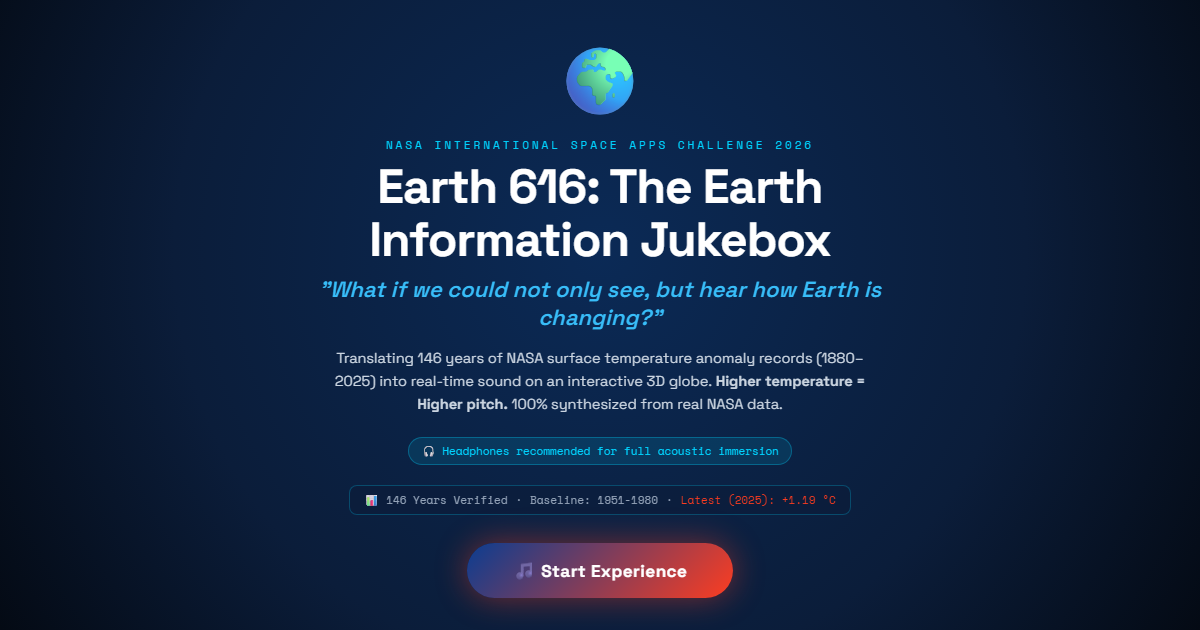 NASA INTERNATIONAL SPACE APPS CHALLENGE 2026
Earth 616: The Earth
Information Jukebox
"What if we could not only see, but hear how Earth is
changing?"
Translating 146 years of NASA surface temperature anomaly records (1880–
2025) into real-time sound on an interactive 3D globe. Higher temperature =
Higher pitch. 100% synthesized from real NASA data.
🎧 Headphones recommended for full acoustic immersion
📊 146 Years Verified · Baseline: 1951-1980 · Latest (2025): +1.19 °C
🎵 Start Experience